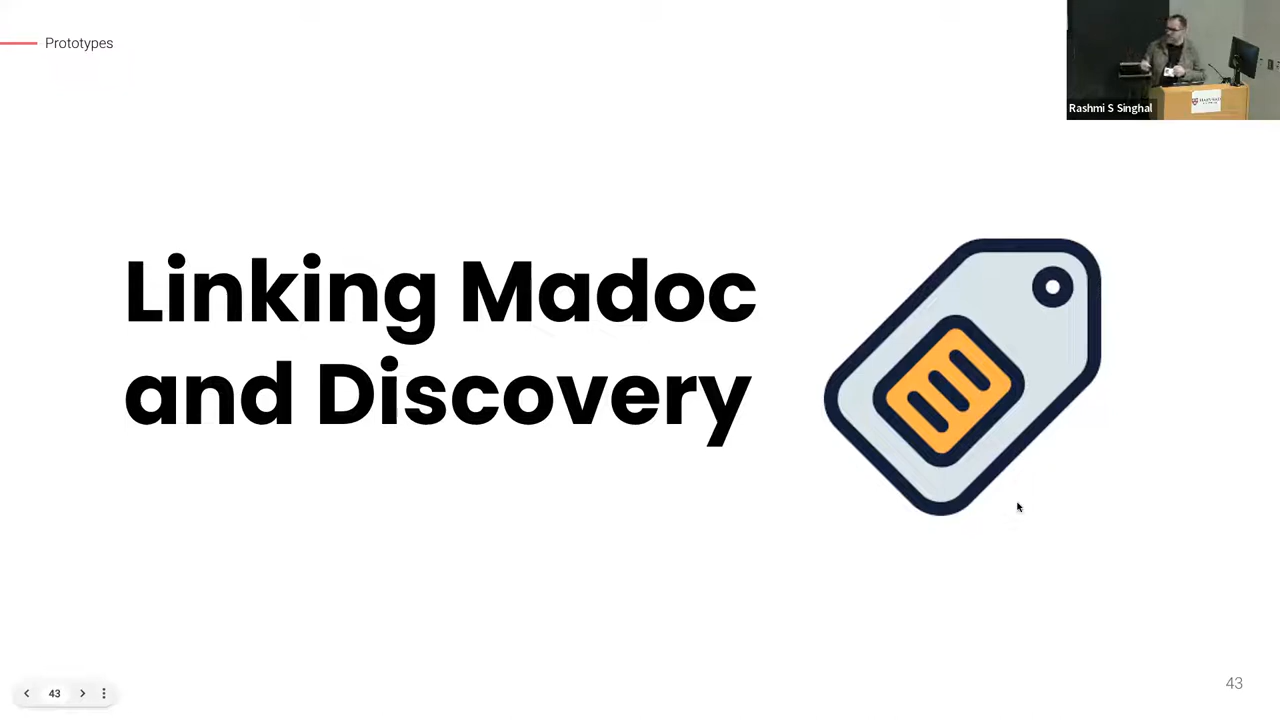 Prototypes
Rashmi S Singhal
Linking Madoc
and Discovery
43
43